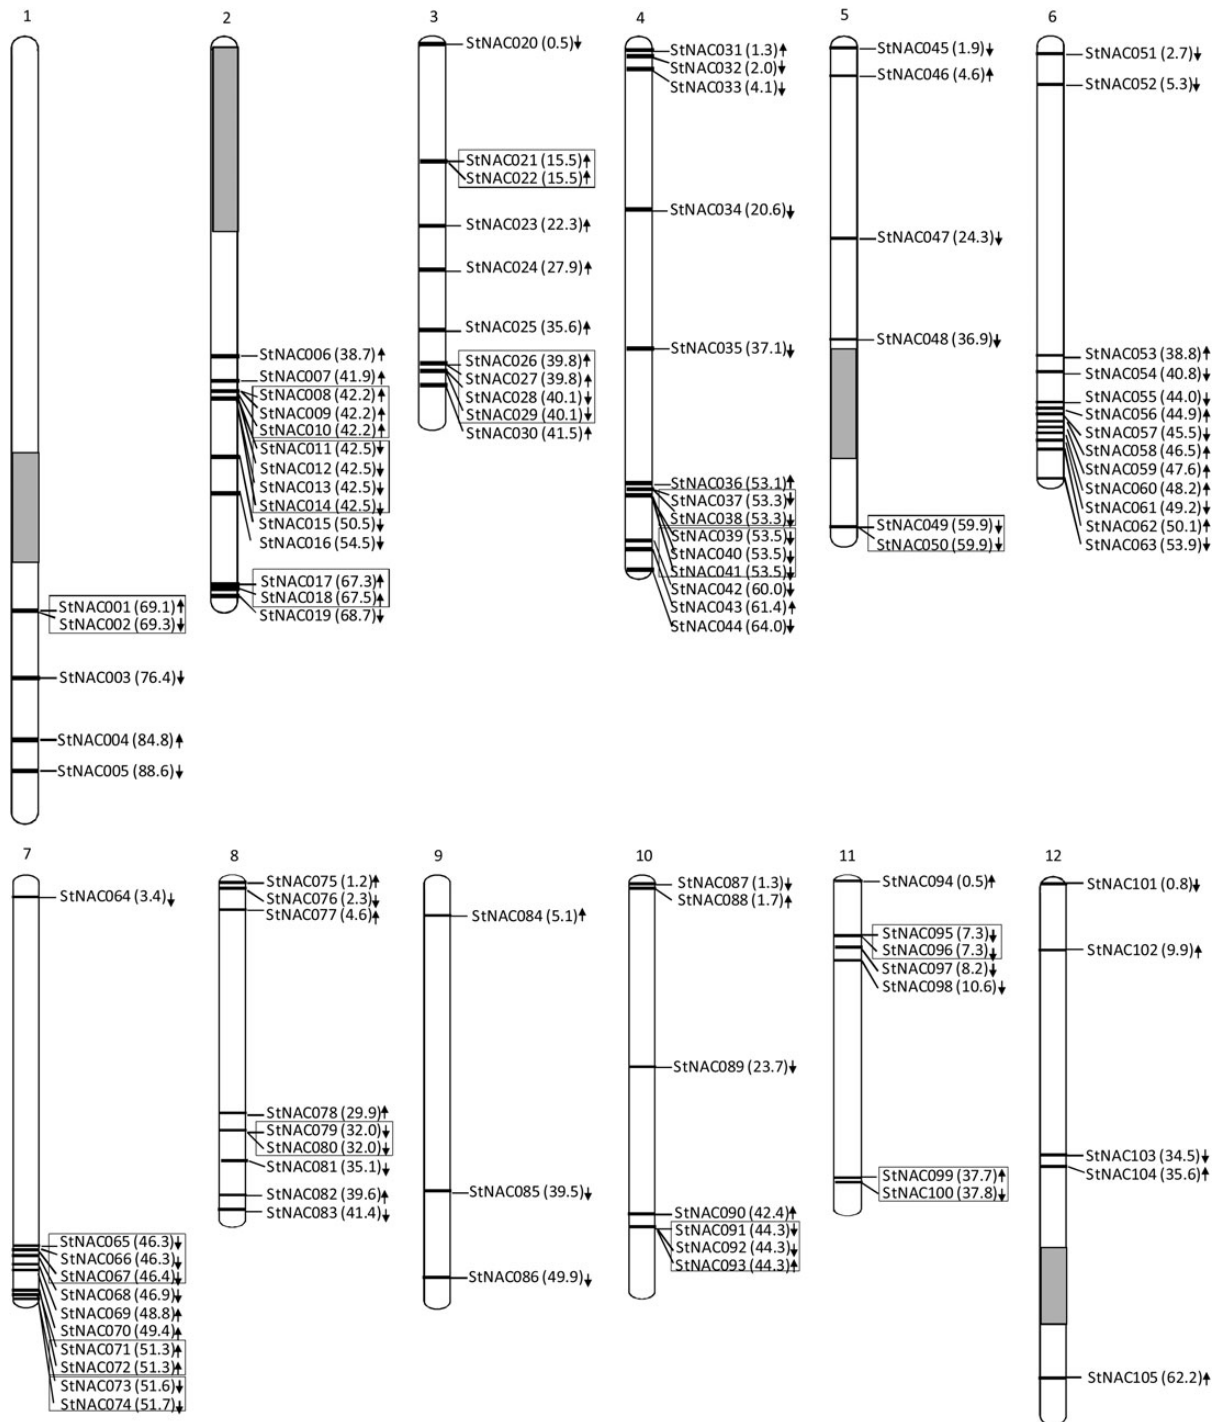 1
StNAC001 (69.1)↑
StNAC002 (69.3)↓
StNAC003 (76.4)↓
StNAC004 (84.8)↑
StNAC005 (88.6)↓
2
StNAC006 (38.7)↑
StNAC007 (41.9)↑
StNAC008 (42.2)↑
StNAC009 (42.2)↑
StNAC010 (42.2)↑
StNAC011 (42.5)↓
StNAC012 (42.5)↓
StNAC013 (42.5)↓
StNAC014 (42.5)↓
StNAC015 (50.5)↓
StNAC016 (54.5)↓
StNAC017 (67.3)↑
StNAC018 (67.5)↑
StNAC019 (68.7)↓
3
StNAC020 (0.5)↓
StNAC021 (15.5)↑
StNAC022 (15.5)↑
StNAC023 (22.3)↑
StNAC024 (27.9)↑
StNAC025 (35.6)↑
StNAC026 (39.8)↑
StNAC027 (39.8)↑
StNAC028 (40.1)↓
StNAC029 (40.1)↓
StNAC030 (41.5)↑
4
StNAC031 (1.3)↑
StNAC032 (2.0)↓
StNAC033 (4.1)↓
StNAC034 (20.6)↓
StNAC035 (37.1)↓
StNAC036 (53.1)↑
StNAC037 (53.3)↓
StNAC038 (53.3)↓
StNAC039 (53.5)↓
StNAC040 (53.5)↓
StNAC041 (53.5)↓
StNAC042 (60.0)↓
StNAC043 (61.4)↑
StNAC044 (64.0)↓
5
StNAC045 (1.9)↓
StNAC046 (4.6)↑
StNAC047 (24.3)↓
StNAC048 (36.9)↓
StNAC049 (59.9)↓
StNAC050 (59.9)↓
6
StNAC051 (2.7)↓
StNAC052 (5.3)↓
StNAC053 (38.8)↑
StNAC054 (40.8)↓
StNAC055 (44.0)↓
StNAC056 (44.9)↑
StNAC057 (45.5)↓
StNAC058 (46.5)↑
StNAC059 (47.6)↑
StNAC060 (48.2)↑
StNAC061 (49.2)↓
StNAC062 (50.1)↑
StNAC063 (53.9)↓
7
StNAC064 (3.4)↓
StNAC065 (46.3)↓
StNAC066 (46.3)↓
StNAC067 (46.4)↓
StNAC068 (46.9)↓
StNAC069 (48.8)↑
StNAC070 (49.4)↑
StNAC071 (51.3)↑
StNAC072 (51.3)↑
StNAC073 (51.6)↓
StNAC074 (51.7)↓
8
StNAC075 (1.2)↑
StNAC076 (2.3)↓
StNAC077 (4.6)↑
StNAC078 (29.9)↑
StNAC079 (32.0)↓
StNAC080 (32.0)↓
StNAC081 (35.1)↓
StNAC082 (39.6)↑
StNAC083 (41.4)↓
9
StNAC084 (5.1)↑
StNAC085 (39.5)↓
StNAC086 (49.9)↓
10
StNAC087 (1.3)↓
StNAC088 (1.7)↑
StNAC089 (23.7)↓
StNAC090 (42.4)↑
StNAC091 (44.3)↓
StNAC092 (44.3)↓
StNAC093 (44.3)↑
11
StNAC094 (0.5)↑
StNAC095 (7.3)↓
StNAC096 (7.3)↓
StNAC097 (8.2)↓
StNAC098 (10.6)↓
StNAC099 (37.7)↑
StNAC100 (37.8)↓
12
StNAC101 (0.8)↓
StNAC102 (9.9)↑
StNAC103 (34.5)↓
StNAC104 (35.6)↑
StNAC105 (62.2)↑